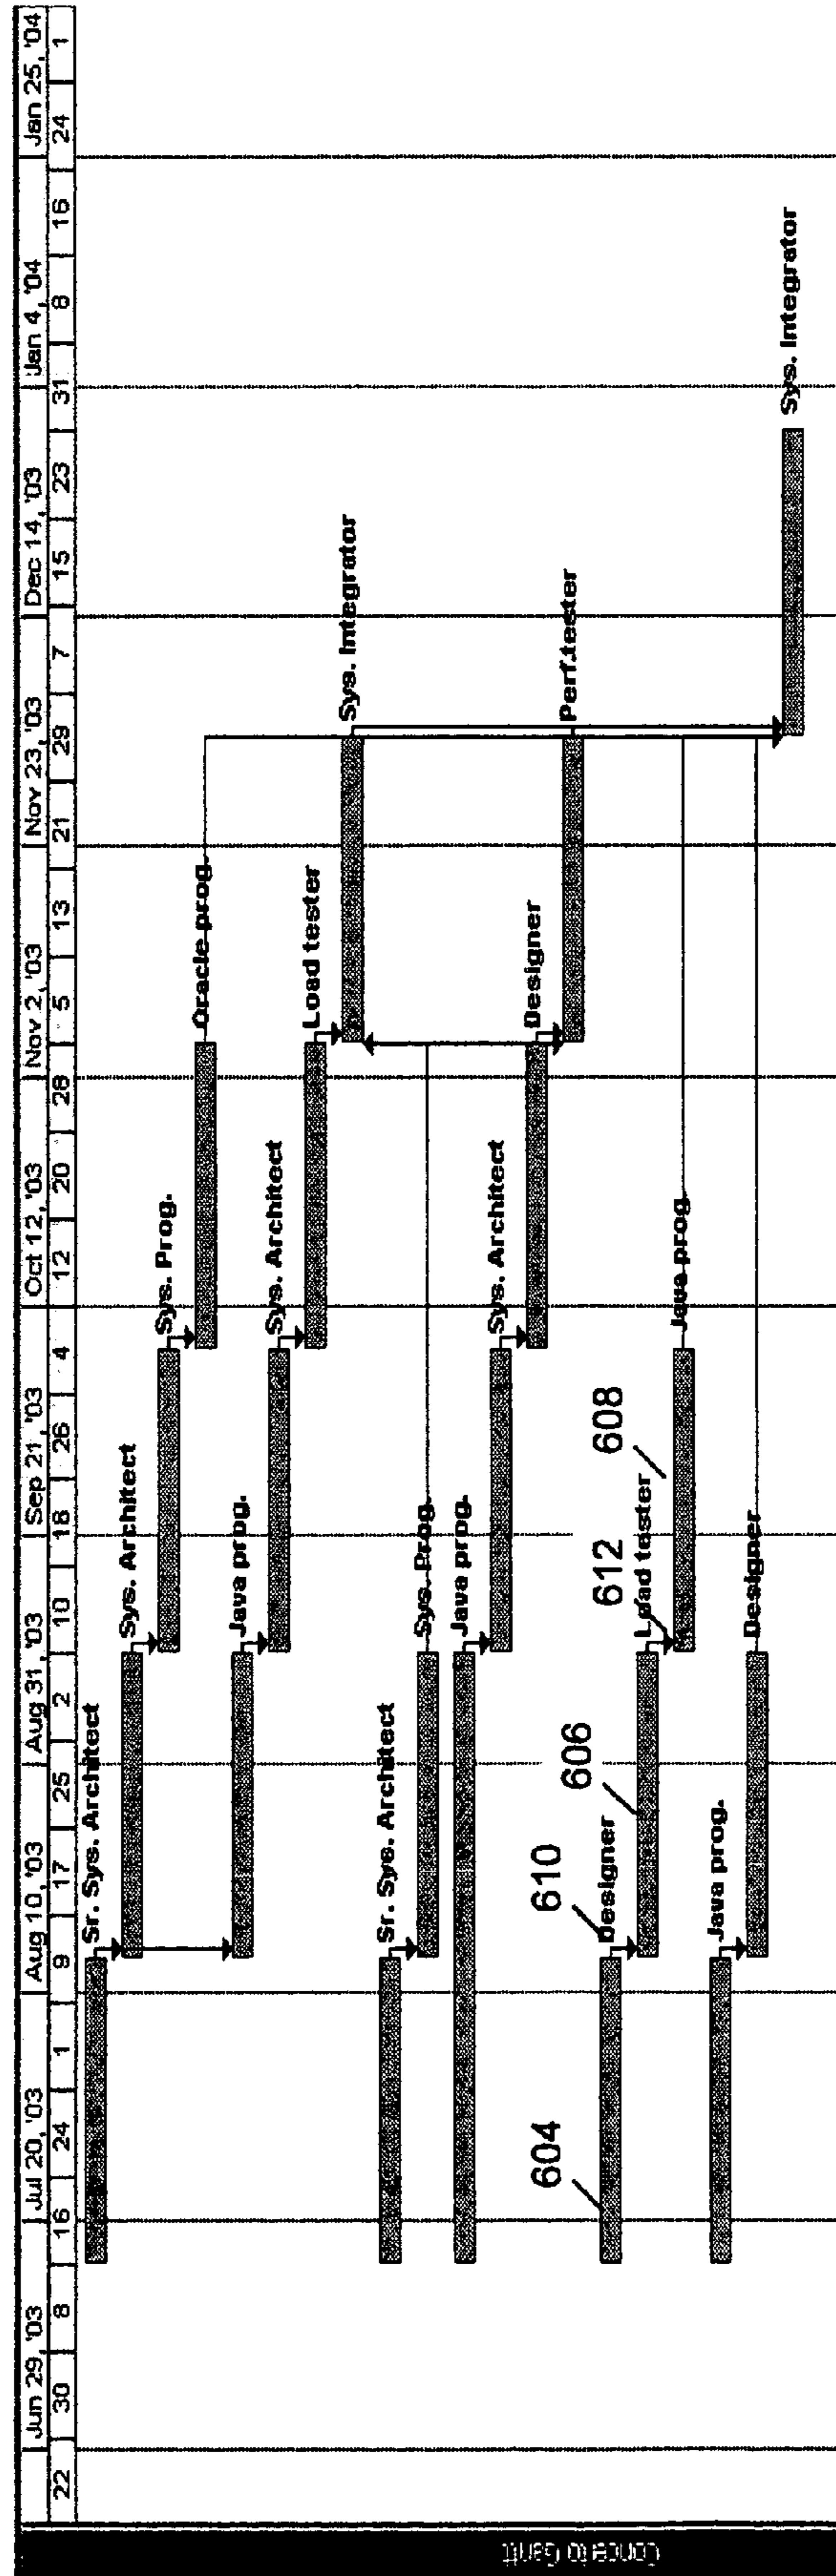 Jun 29, '03 Jul 20, '03 Aug 10, '03 Aug 31, '03 Sep 21, '03 Oct 12, '03 Nov 2, '03 Nov 23, '03 Dec 14, '03 Jan 4, '04 Jan 25, '04
22 30 8 16 24 1 9 17 25 2 10 18 26 4 12 20 28 5 13 21 29 7 15 23 31 8 16 24 1
Sr. Sys. Architect
Sys. Architect
Sys. Prog.
Oracle prog.
Java prog.
Sys. Architect
Load tester
Sys. Integrator
Sr. Sys. Architect
Sys. Prog.
Java prog.
Sys. Architect
Designer
Perf.tester
604 610 606 612 608
Designer
Load tester
Java prog
Java prog.
Designer
Sys. Integrator
Concerto Gantt